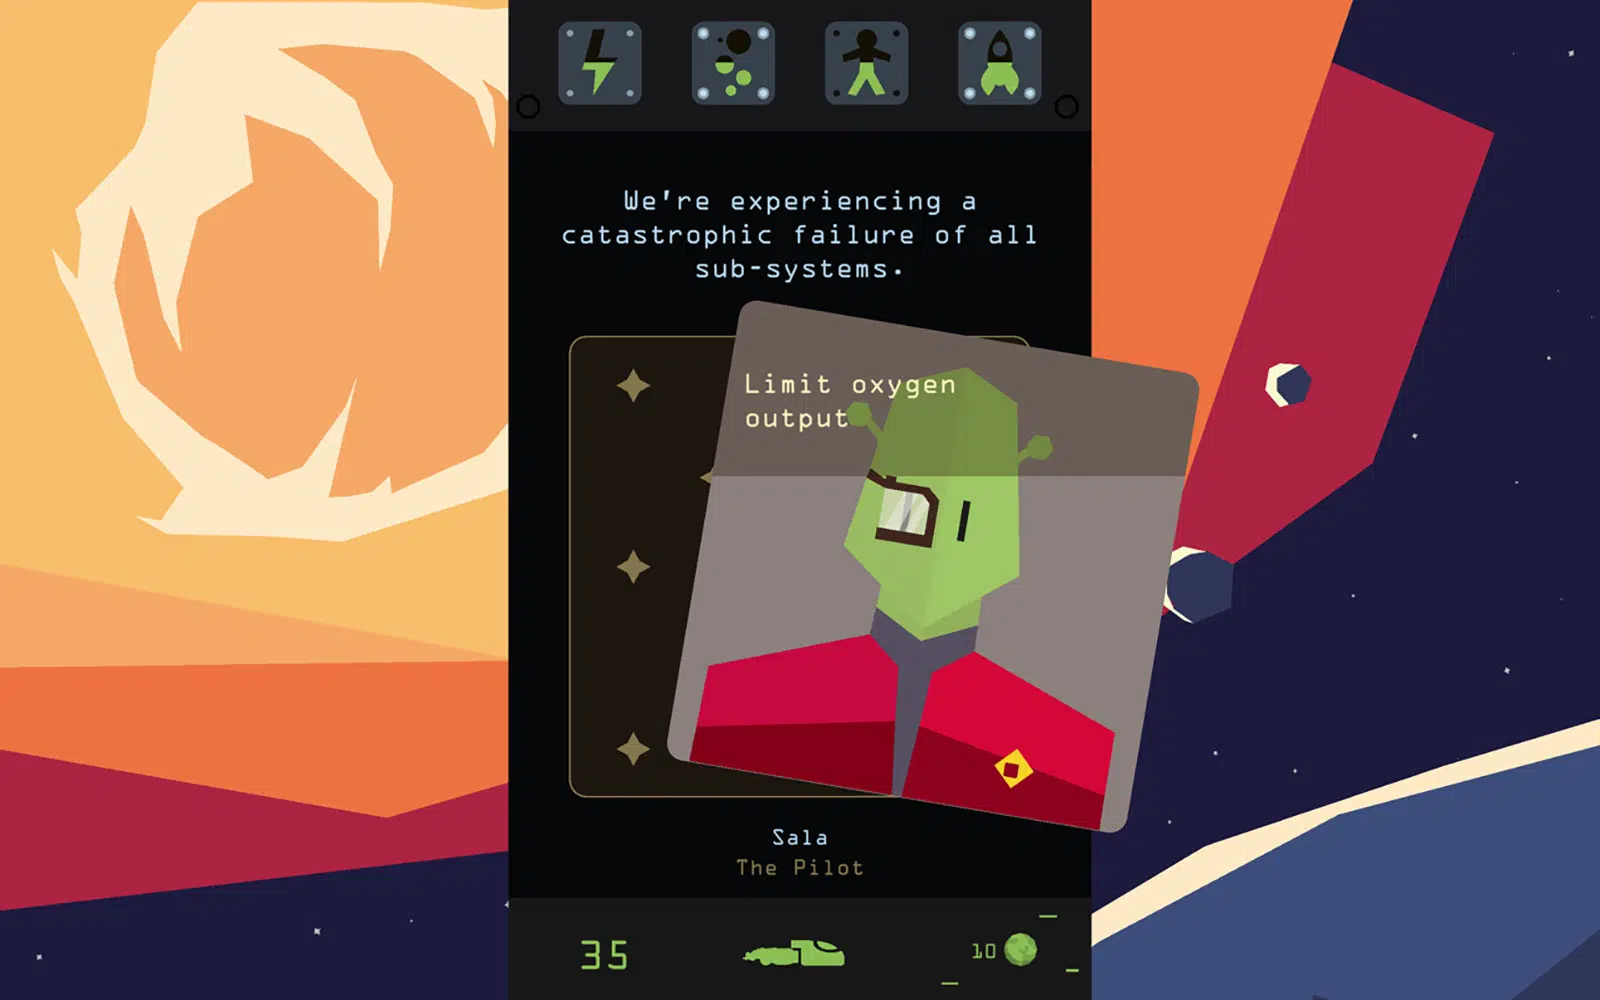 We're experiencing a
catastrophic failure of all
sub-systems.
Limit oxygen
output
Sala
The Pilot
35
10